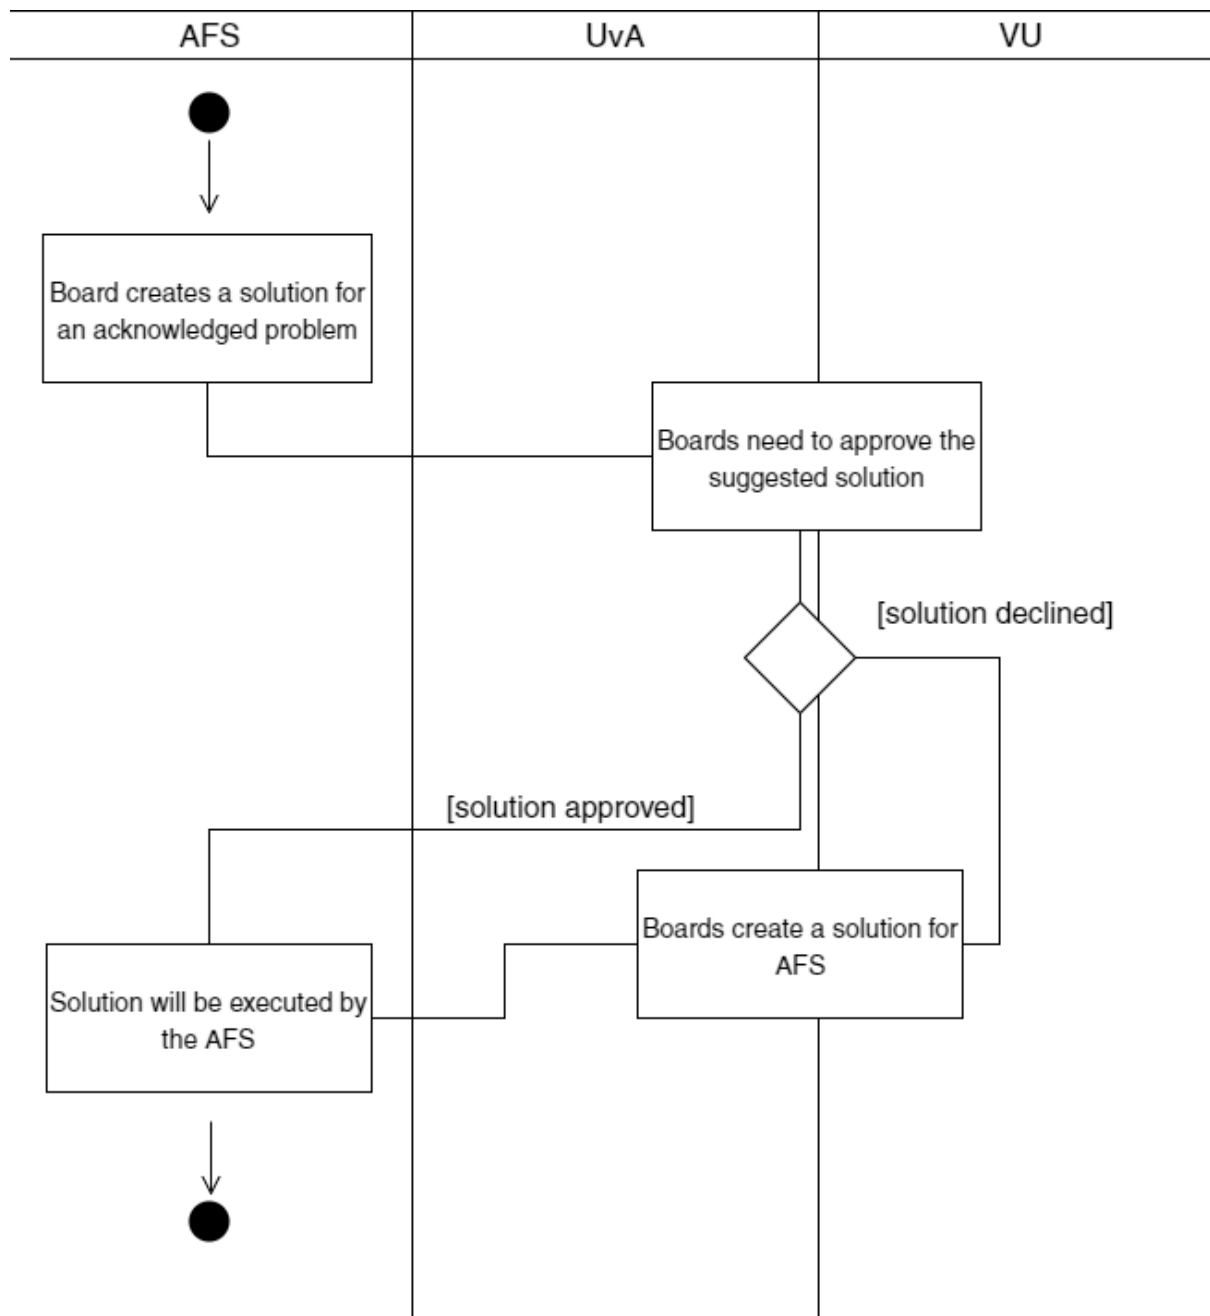 AFS
UvA
VU
Board creates a solution for
an acknowledged problem
Boards need to approve the
suggested solution
[solution declined]
[solution approved]
Boards create a solution for
AFS
Solution will be executed by
the AFS